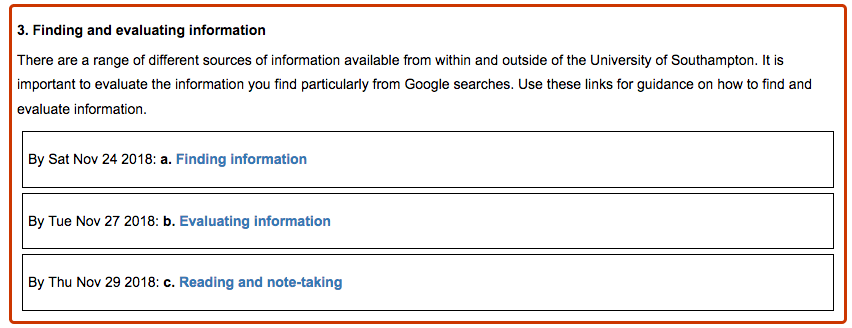 3. Finding and evaluating information
There are a range of different sources of information available from within and outside of the University of Southampton. It is
important to evaluate the information you find particularly from Google searches. Use these links for guidance on how to find and
evaluate information.
By Sat Nov 24 2018: a. Finding information
By Tue Nov 27 2018: b. Evaluating information
By Thu Nov 29 2018: c. Reading and note-taking